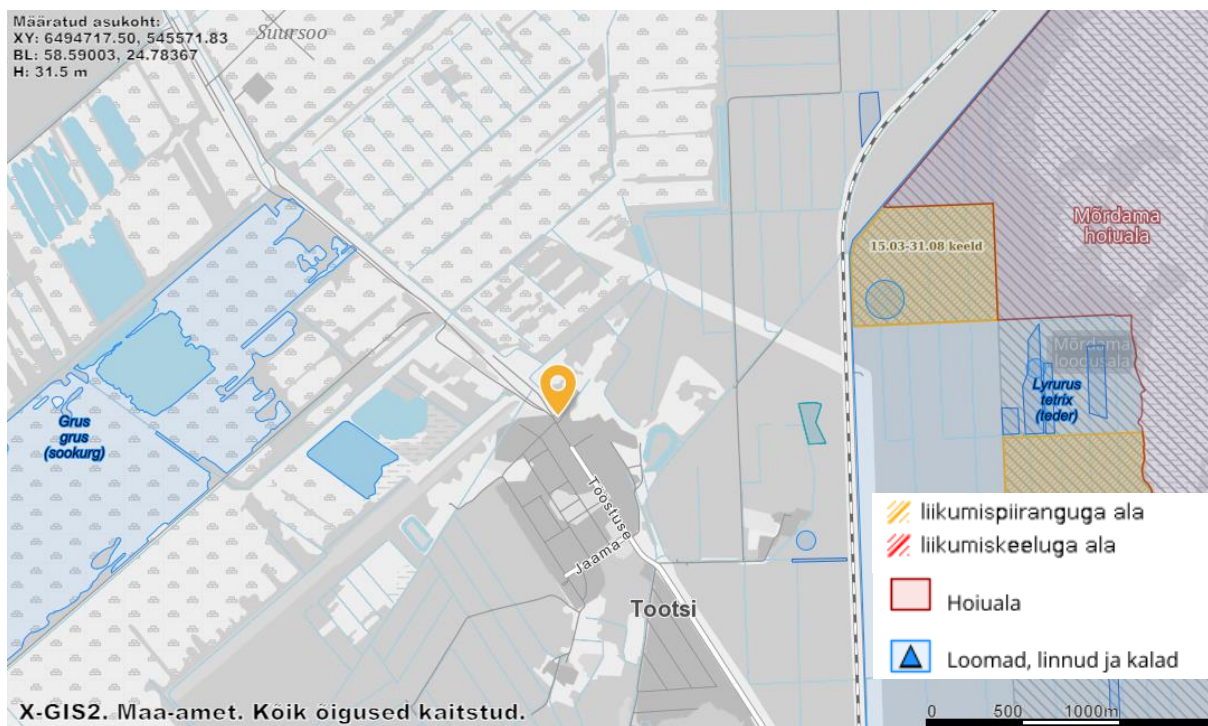 Määratud asukoht:
XY: 6494717.50, 545571.83
BL: 58.59003, 24.78367
H: 31.5 m
Suursoo
Mõrdama
hoiuala
15.03-31.08 keeld
Mõrdama
loodusala
Lyrurus
tetrix
(teder)
Grus
grus
(sookurg)
Tööstuse
Jaama
Tootsi
liikumispiiranguga ala
liikumiskeeluga ala
Hoiuala
Loomad, linnud ja kalad
X-GIS2. Maa-amet. Kõik õigused kaitstud.
0 500 1000m